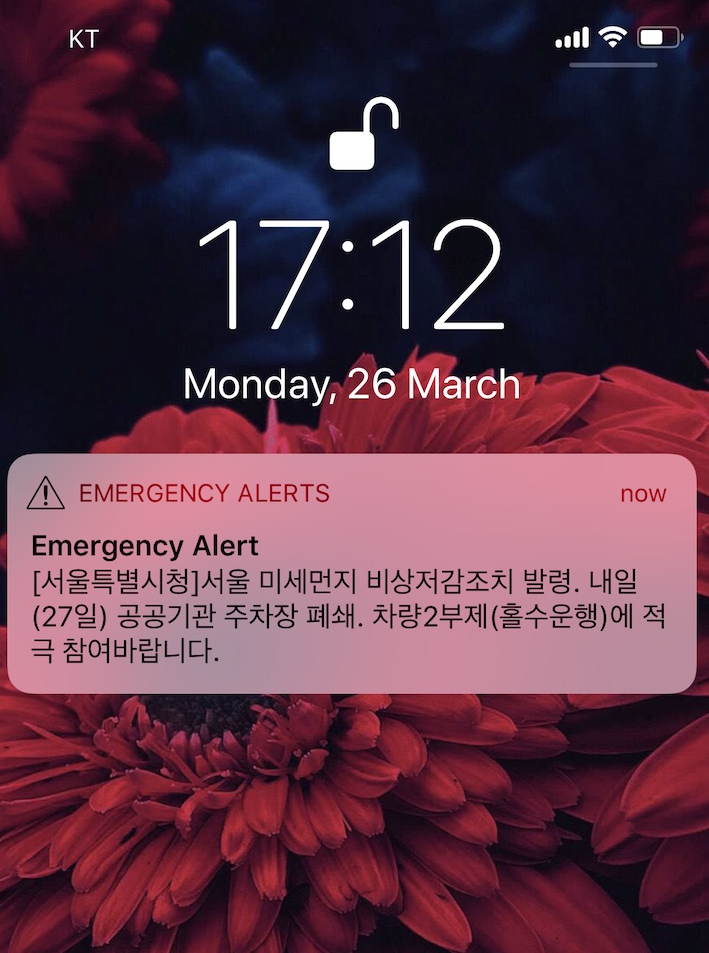 KT
17:12
Monday, 26 March
EMERGENCY ALERTS now
Emergency Alert
[서울특별시청]서울 미세먼지 비상저감조치 발령. 내일
(27일) 공공기관 주차장 폐쇄. 차량2부제(홀수운행)에 적
극 참여바랍니다.